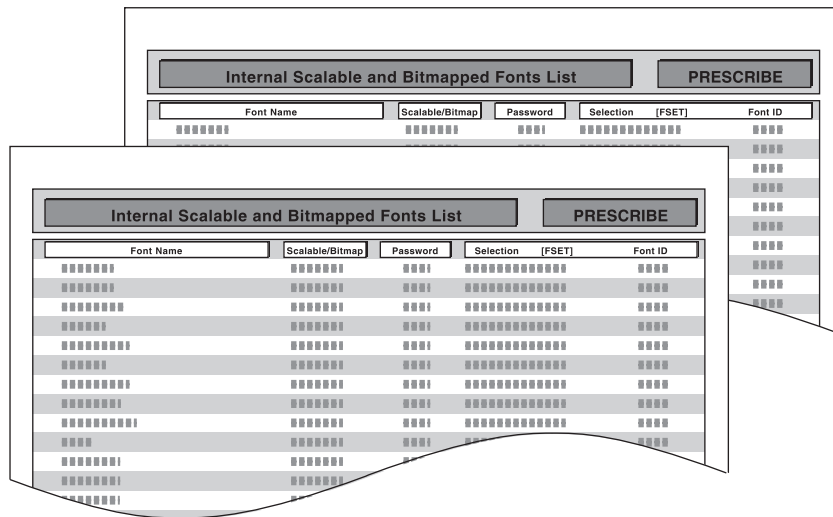 Internal Scalable and Bitmapped Fonts List PRESCRIBE
Font Name Scalable/Bitmap Password Selection [FSET] Font ID
Internal Scalable and Bitmapped Fonts List PRESCRIBE
Font Name Scalable/Bitmap Password Selection [FSET] Font ID